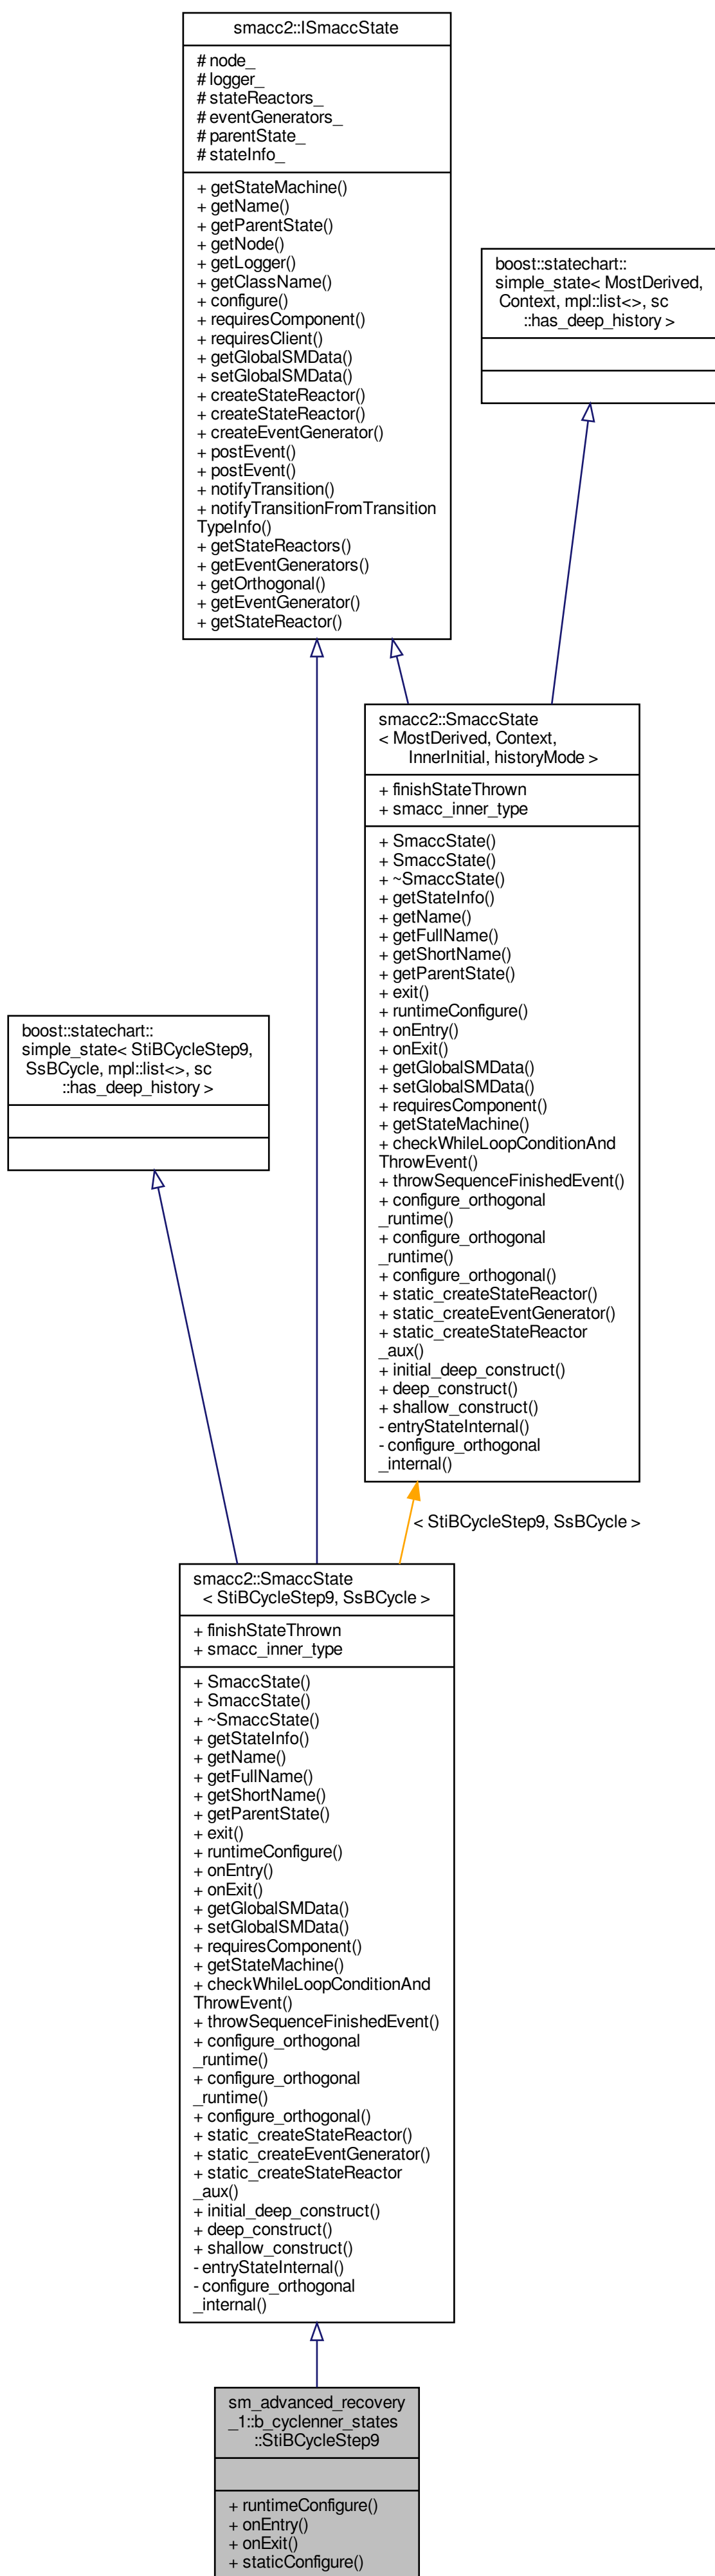 smacc2::ISmaccState
# node_
# logger_
# stateReactors_
# eventGenerators_
# parentState_
# stateInfo_
+ getStateMachine()
+ getName()
+ getParentState()
+ getNode()
+ getLogger()
+ getClassName()
+ configure()
+ requiresComponent()
+ requiresClient()
+ getGlobalSMData()
+ setGlobalSMData()
+ createStateReactor()
+ createStateReactor()
+ createEventGenerator()
+ postEvent()
+ postEvent()
+ notifyTransition()
+ notifyTransitionFromTransition
TypeInfo()
+ getStateReactors()
+ getEventGenerators()
+ getOrthogonal()
+ getEventGenerator()
+ getStateReactor()
boost::statechart::
simple_state< MostDerived,
Context, mpl::list<>, sc
::has_deep_history >
smacc2::SmaccState
< MostDerived, Context,
InnerInitial, historyMode >
+ finishStateThrown
+ smacc_inner_type
+ SmaccState()
+ SmaccState()
+ ~SmaccState()
+ getStateInfo()
+ getName()
+ getFullName()
+ getShortName()
+ getParentState()
+ exit()
+ runtimeConfigure()
+ onEntry()
+ onExit()
+ getGlobalSMData()
+ setGlobalSMData()
+ requiresComponent()
+ getStateMachine()
+ checkWhileLoopConditionAnd
ThrowEvent()
+ throwSequenceFinishedEvent()
+ configure_orthogonal
_runtime()
+ configure_orthogonal
_runtime()
+ configure_orthogonal()
+ static_createStateReactor()
+ static_createEventGenerator()
+ static_createStateReactor
_aux()
+ initial_deep_construct()
+ deep_construct()
+ shallow_construct()
- entryStateInternal()
- configure_orthogonal
_internal()
boost::statechart::
simple_state< StiBCycleStep9,
SsBCycle, mpl::list<>, sc
::has_deep_history >
< StiBCycleStep9, SsBCycle >
smacc2::SmaccState
< StiBCycleStep9, SsBCycle >
+ finishStateThrown
+ smacc_inner_type
+ SmaccState()
+ SmaccState()
+ ~SmaccState()
+ getStateInfo()
+ getName()
+ getFullName()
+ getShortName()
+ getParentState()
+ exit()
+ runtimeConfigure()
+ onEntry()
+ onExit()
+ getGlobalSMData()
+ setGlobalSMData()
+ requiresComponent()
+ getStateMachine()
+ checkWhileLoopConditionAnd
ThrowEvent()
+ throwSequenceFinishedEvent()
+ configure_orthogonal
_runtime()
+ configure_orthogonal
_runtime()
+ configure_orthogonal()
+ static_createStateReactor()
+ static_createEventGenerator()
+ static_createStateReactor
_aux()
+ initial_deep_construct()
+ deep_construct()
+ shallow_construct()
- entryStateInternal()
- configure_orthogonal
_internal()
sm_advanced_recovery
_1::b_cyclenner_states
::StiBCycleStep9
+ runtimeConfigure()
+ onEntry()
+ onExit()
+ staticConfigure()